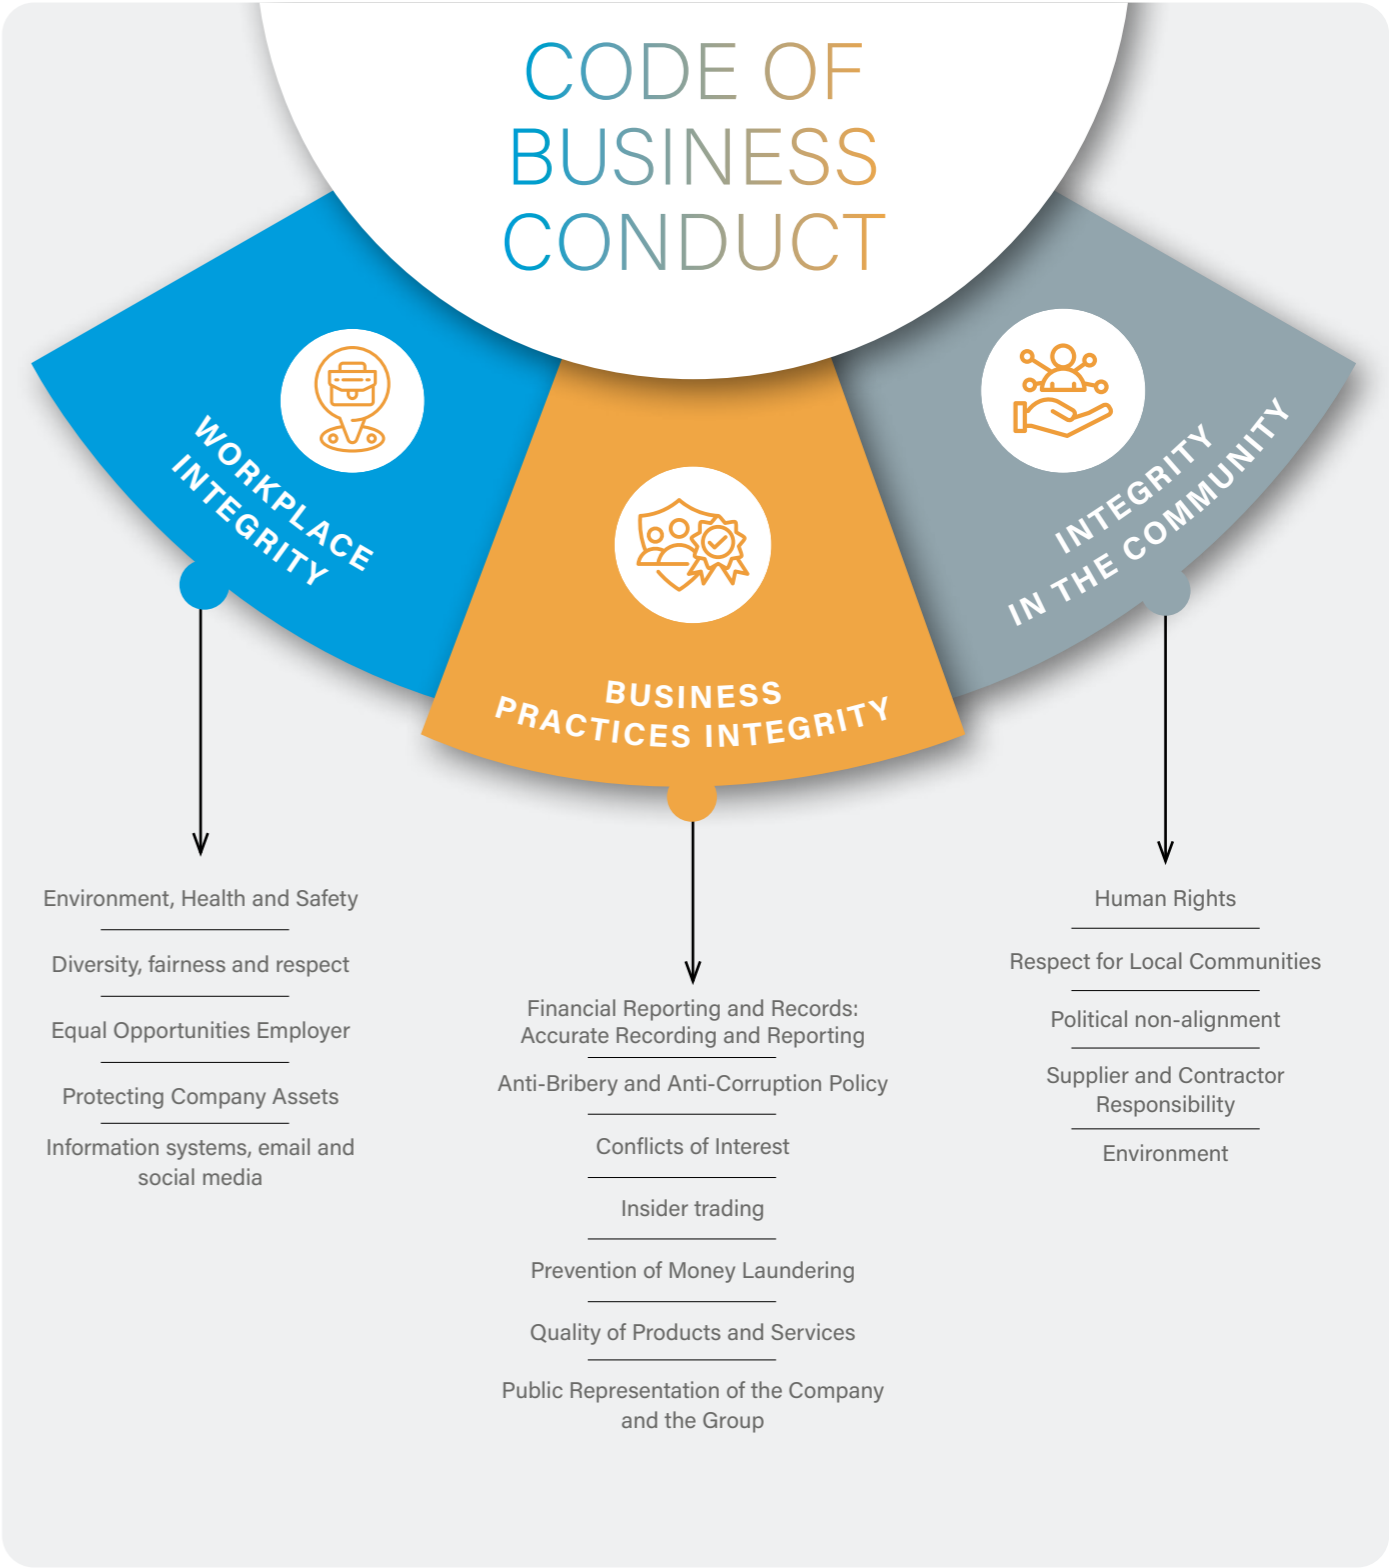 CODE OF
BUSINESS
CONDUCT
WORKPLACE
INTEGRITY
BUSINESS
PRACTICES INTEGRITY
INTEGRITY
IN THE COMMUNITY
Environment, Health and Safety
Diversity, fairness and respect
Equal Opportunities Employer
Protecting Company Assets
Information systems, email and
social media
Financial Reporting and Records:
Accurate Recording and Reporting
Anti-Bribery and Anti-Corruption Policy
Conflicts of Interest
Insider trading
Prevention of Money Laundering
Quality of Products and Services
Public Representation of the Company
and the Group
Human Rights
Respect for Local Communities
Political non-alignment
Supplier and Contractor
Responsibility
Environment